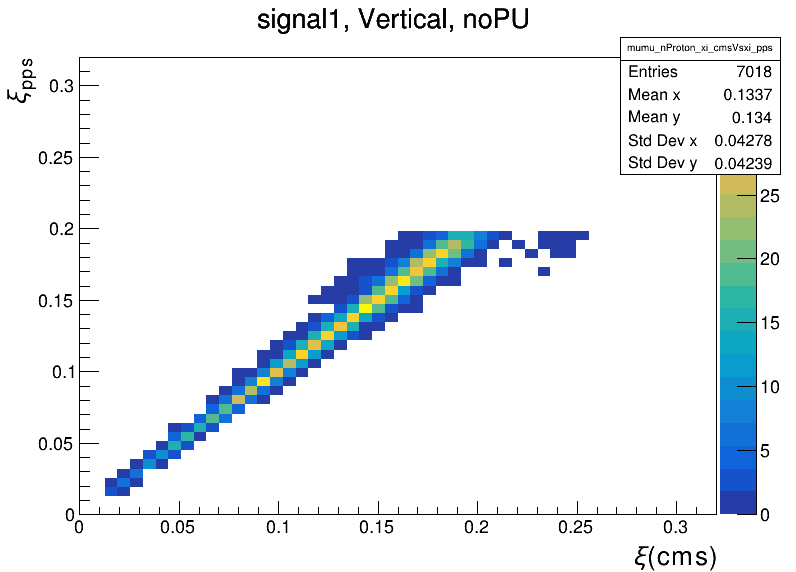 signal1, Vertical, noPU
mumu_nProton_xi_cmsVsxi_pps
Entries 7018
Mean x 0.1337
Mean y 0.134
Std Dev x 0.04278
Std Dev y 0.04239
ξpps
0.3
0.25
0.2
0.15
0.1
0.05
0
0 0.05 0.1 0.15 0.2 0.25 0.3
ξ(cms)
25
20
15
10
5
0